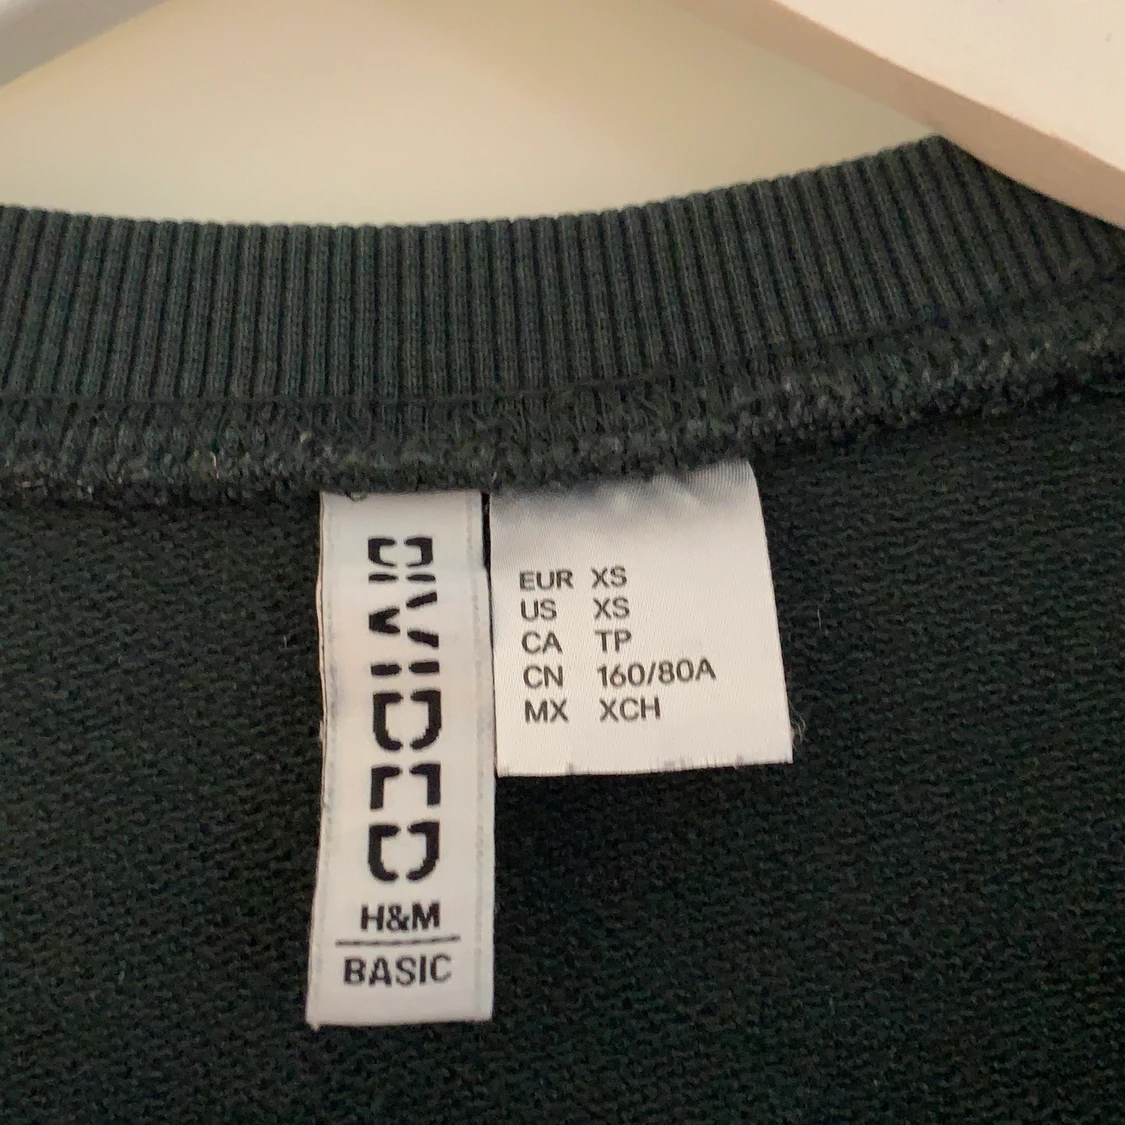 DIVIDED
H&M
BASIC
EUR XS
US XS
CA TP
CN 160/80A
MX XCH